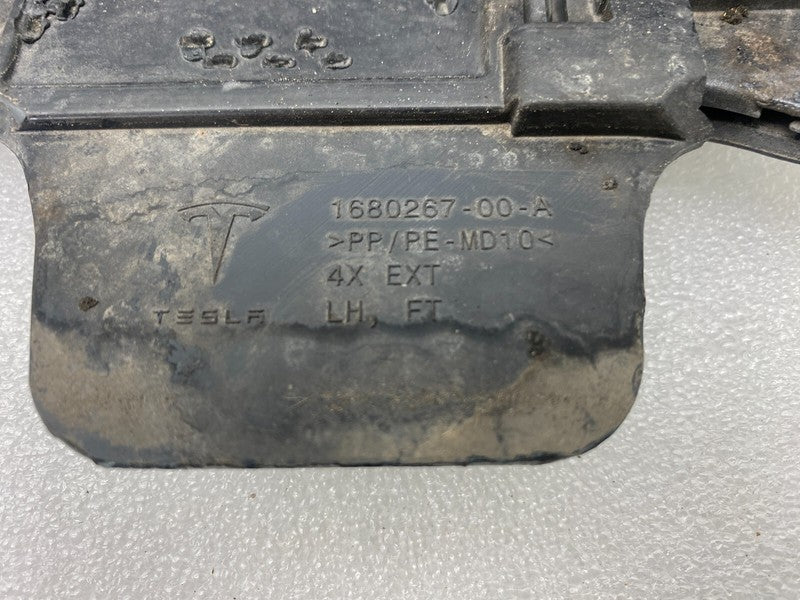 1680267-00-A
>PP/PE-MD10<
4X EXT
LH, FT
TESLA